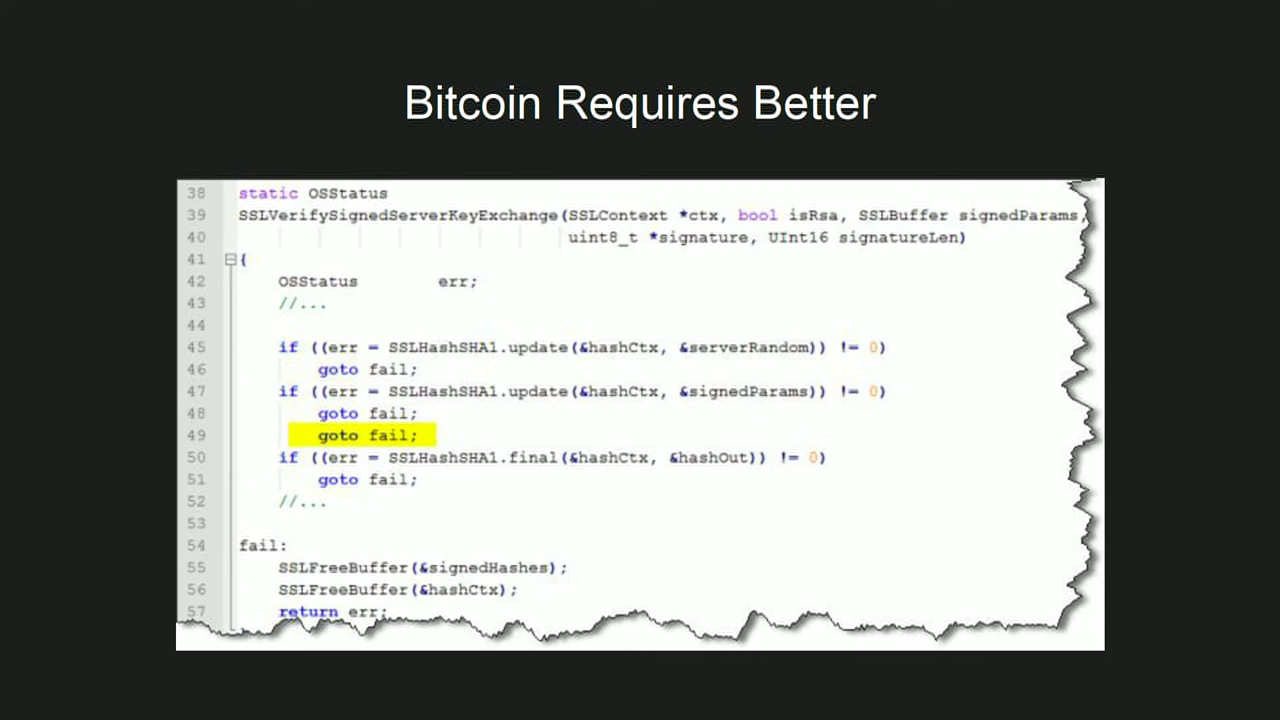 Bitcoin Requires Better
38 static OSStatus
39 SSLVerifySignedServerKeyExchange(SSLContext *ctx, bool isRsa, SSLBuffer signedParams,
40 uint8_t *signature, UInt16 signatureLen)
41 {
42 OSStatus err;
43 //...
44
45 if ((err = SSLHashSHA1.update(&hashCtx, &serverRandom)) != 0)
46 goto fail;
47 if ((err = SSLHashSHA1.update(&hashCtx, &signedParams)) != 0)
48 goto fail;
49 goto fail;
50 if ((err = SSLHashSHA1.final(&hashCtx, &hashOut)) != 0)
51 goto fail;
52 //...
53
54 fail:
55 SSLFreeBuffer(&signedHashes);
56 SSLFreeBuffer(&hashCtx);
57 return err;